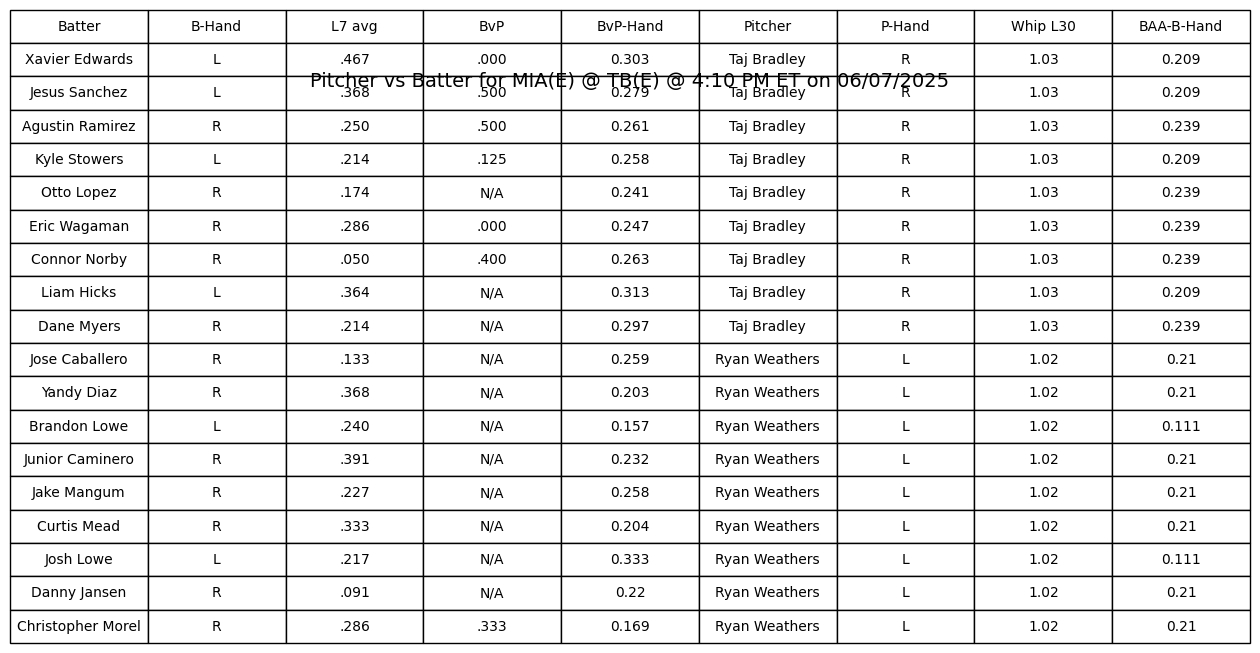 Batter B-Hand L7 avg BvP BvP-Hand Pitcher P-Hand Whip L30 BAA-B-Hand
Xavier Edwards L .467 .000 0.303 Taj Bradley R 1.03 0.209
Pitcher vs Batter for MIA(E) @ TB(E) @ 4:10 PM ET on 06/07/2025
Jesus Sanchez L .368 .500 0.279 Taj Bradley R 1.03 0.209
Agustin Ramirez R .250 .500 0.261 Taj Bradley R 1.03 0.239
Kyle Stowers L .214 .125 0.258 Taj Bradley R 1.03 0.209
Otto Lopez R .174 N/A 0.241 Taj Bradley R 1.03 0.239
Eric Wagaman R .286 .000 0.247 Taj Bradley R 1.03 0.239
Connor Norby R .050 .400 0.263 Taj Bradley R 1.03 0.239
Liam Hicks L .364 N/A 0.313 Taj Bradley R 1.03 0.209
Dane Myers R .214 N/A 0.297 Taj Bradley R 1.03 0.239
Jose Caballero R .133 N/A 0.259 Ryan Weathers L 1.02 0.21
Yandy Diaz R .368 N/A 0.203 Ryan Weathers L 1.02 0.21
Brandon Lowe L .240 N/A 0.157 Ryan Weathers L 1.02 0.111
Junior Caminero R .391 N/A 0.232 Ryan Weathers L 1.02 0.21
Jake Mangum R .227 N/A 0.258 Ryan Weathers L 1.02 0.21
Curtis Mead R .333 N/A 0.204 Ryan Weathers L 1.02 0.21
Josh Lowe L .217 N/A 0.333 Ryan Weathers L 1.02 0.111
Danny Jansen R .091 N/A 0.22 Ryan Weathers L 1.02 0.21
Christopher Morel R .286 .333 0.169 Ryan Weathers L 1.02 0.21